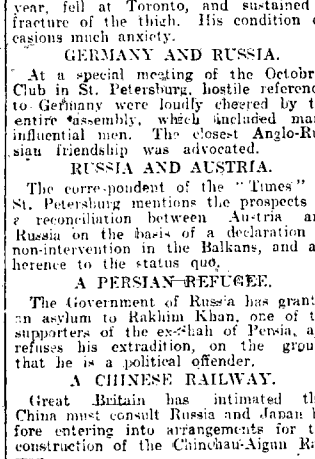 year, fell at Toronto, and sustained
fracture of the thigh. His condition
casions much anxiety.
GERMANY AND RUSSIA.
At a special meeting of the Octobr
Club in St. Petersburg, hostile referenc
to Germany were loudly cheered by t
entire assembly, which included ma
influential men. The closest Anglo-Ru
sian friendship was advocated.
RUSSIA AND AUSTRIA.
The correspondent of the "Times"
St. Petersburg mentions the prospects
a reconciliation between Austria a
Russia on the basis of a declaration
non-intervention in the Balkans, and a
herence to the status quo.
A PERSIAN REFUGEE.
The Government of Russia has grant
an asylum to Rakhim Khan, one of t
supporters of the ex-Shah of Persia, a
refuses his extradition, on the grou
that he is a political offender.
A CHINESE RAILWAY.
Great Britain has intimated th
China must consult Russia and Japan b
fore entering into arrangements for t
construction of the Chinchau-Aigun Ra